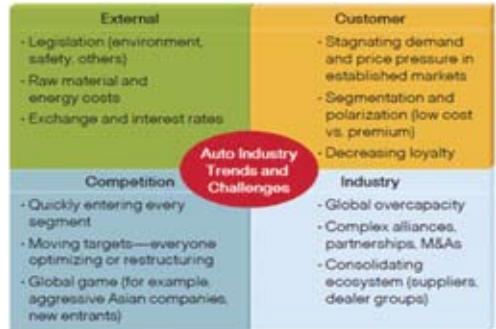 External
• Legislation (environment,
safety, others)
• Raw material and
energy costs
• Exchange and interest rates
Customer
• Stagnating demand
and price pressure in
established markets
• Segmentation and
polarization (low cost
vs. premium)
• Decreasing loyalty
Auto Industry
Trends and
Challenges
Competition
• Quickly entering every
segment
• Moving targets—everyone
optimizing or restructuring
• Global game (for example,
aggressive Asian companies,
new entrants)
Industry
• Global overcapacity
• Complex alliances,
partnerships, M&As
• Consolidating
ecosystem (suppliers,
dealer groups)